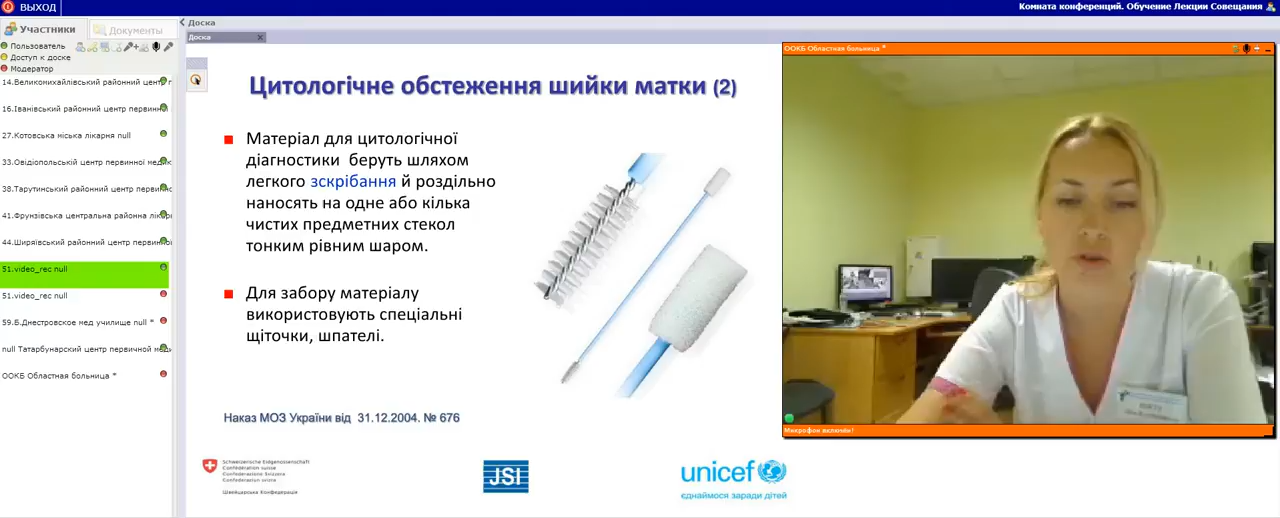 ВЫХОД
Комната конференций. Обучение Лекции Совещания
Участники
Документы
Пользователь
Доступ к доске
Модератор
14.Великомихайлівський районний центр п
16.Іванівський районний центр первинної
27.Котовська міська лікарня null
33.Овідіопольський центр первинної медик
38.Тарутинський районний центр первинно
41.Фрунзівська центральна районна лікар
44.Ширяївський районний центр первинної
51.video_rec null
51.video_rec null
59.Б.Днестровское мед училище null *
null Татарбунарский центр первичной мед
ООКБ Областная больница *
Доска
Доска
Цитологічне обстеження шийки матки (2)
Матеріал для цитологічної
діагностики беруть шляхом
легкого зскрібання й роздільно
наносять на одне або кілька
чистих предметних стекол
тонким рівним шаром.
Для забору матеріалу
використовують спеціальні
щіточки, шпателі.
Наказ МОЗ України від 31.12.2004. № 676
Schweizerische Eidgenossenschaft
Confédération suisse
Confederazione Svizzera
Confederaziun svizra
Швейцарська Конфедерація
JSI
unicef
єднаймося заради дітей
ООКБ Областная больница *
Микрофон включён!